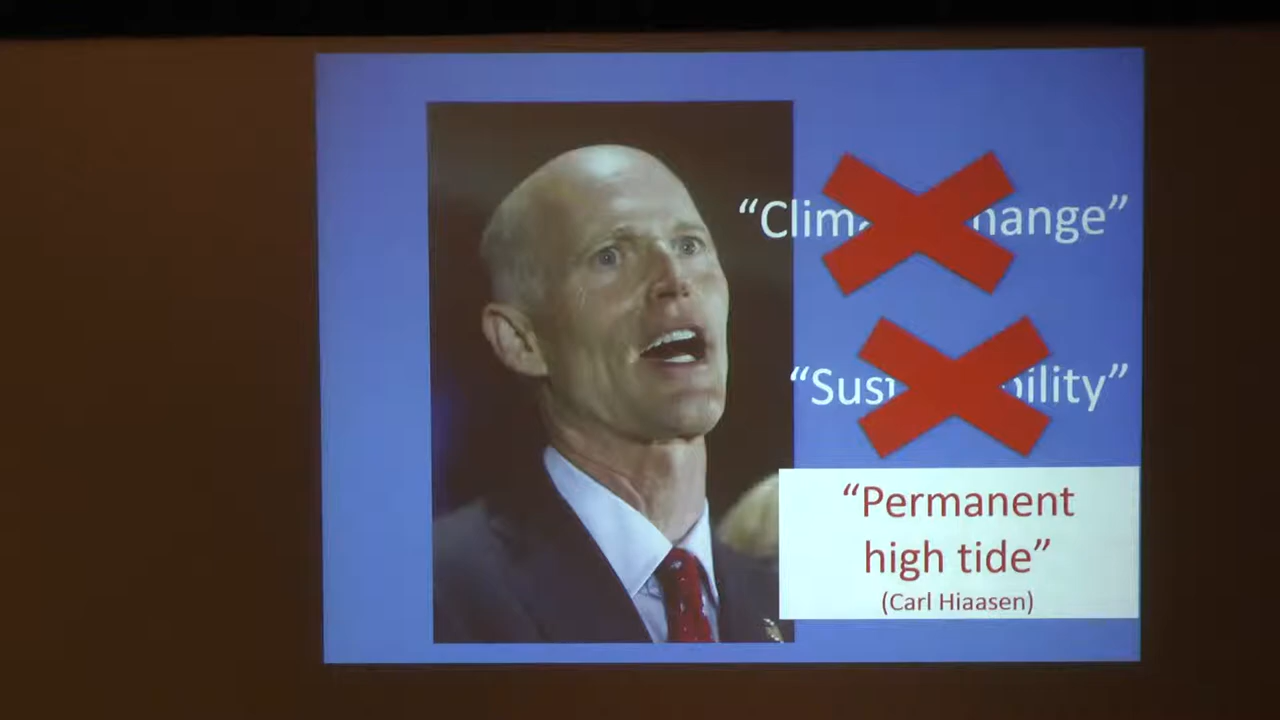 “Climate Change”
“Sustainability”
“Permanent
high tide”
(Carl Hiaasen)